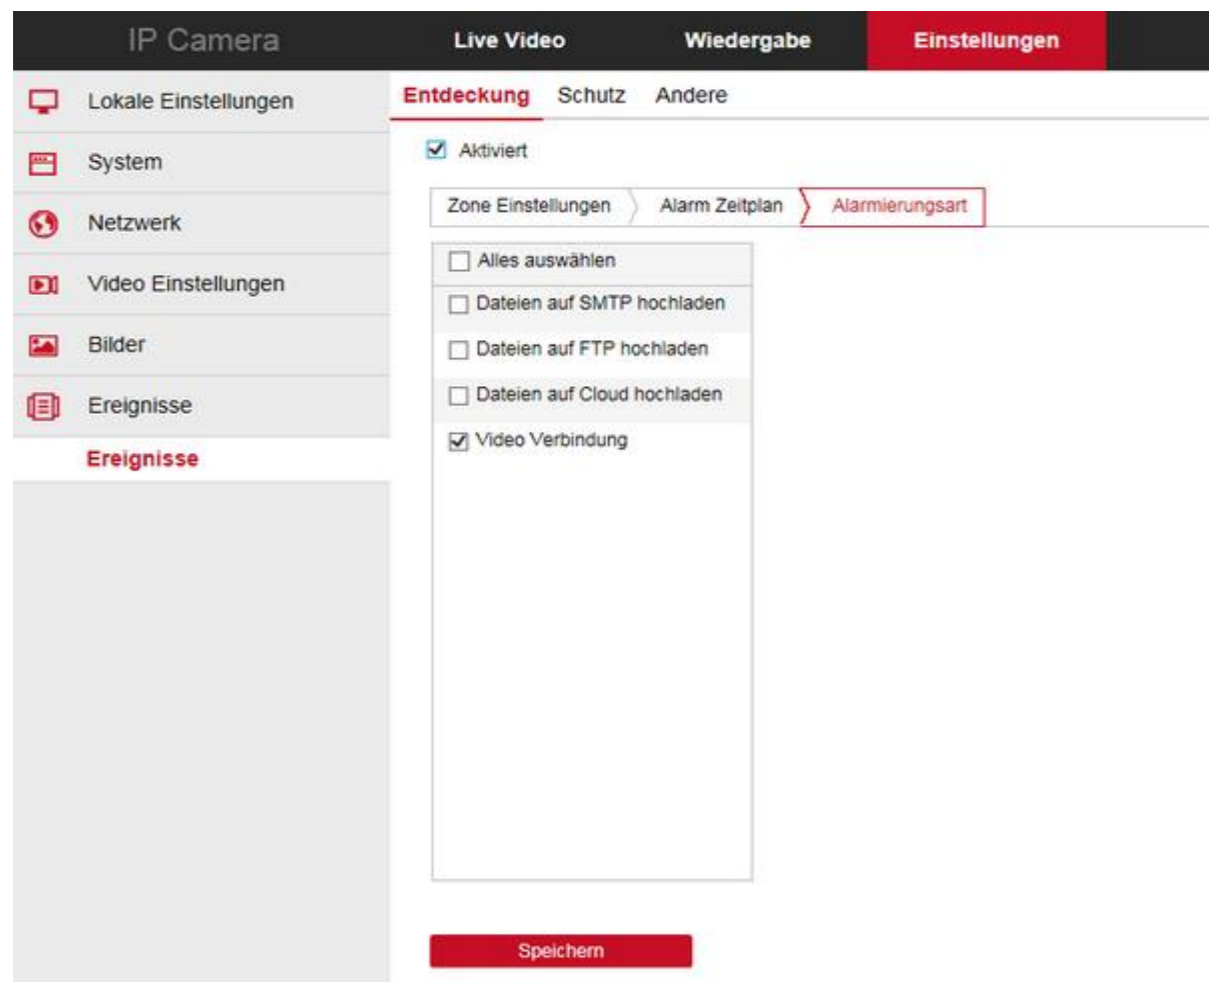 IP Camera Live Video Wiedergabe Einstellungen
Lokale Einstellungen
System
Netzwerk
Video Einstellungen
Bilder
Ereignisse
Ereignisse
Entdeckung Schutz Andere
Aktiviert
Zone Einstellungen Alarm Zeitplan Alarmierungsart
Alles auswählen
Dateien auf SMTP hochladen
Dateien auf FTP hochladen
Dateien auf Cloud hochladen
Video Verbindung
Speichern